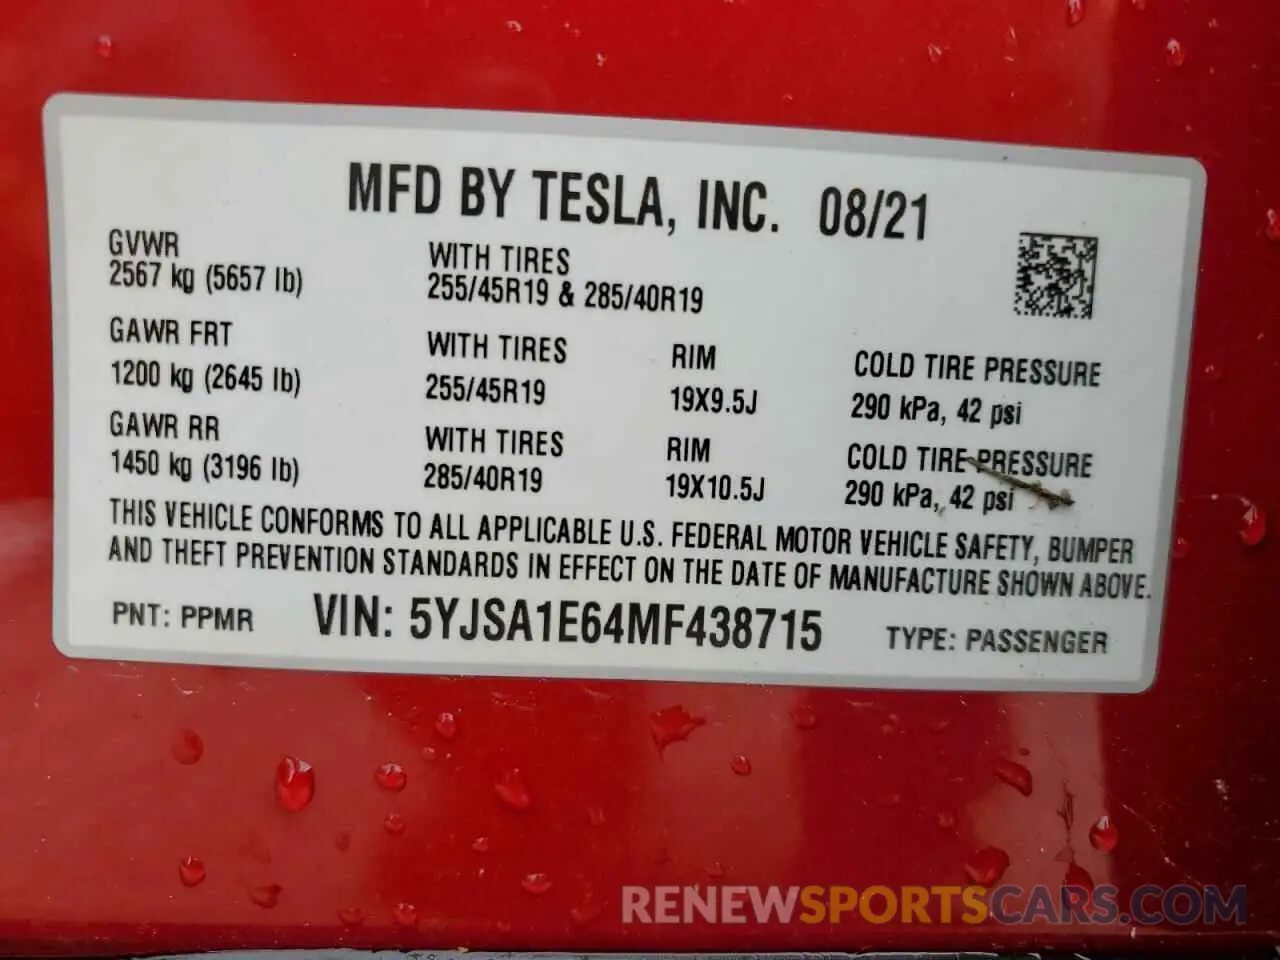 MFD BY TESLA, INC. 08/21
GVWR
2567 kg (5657 lb)
WITH TIRES
255/45R19 & 285/40R19
GAWR FRT
1200 kg (2645 lb)
WITH TIRES
255/45R19
RIM
19X9.5J
COLD TIRE PRESSURE
290 kPa, 42 psi
GAWR RR
1450 kg (3196 lb)
WITH TIRES
285/40R19
RIM
19X10.5J
COLD TIRE PRESSURE
290 kPa, 42 psi
THIS VEHICLE CONFORMS TO ALL APPLICABLE U.S. FEDERAL MOTOR VEHICLE SAFETY, BUMPER
AND THEFT PREVENTION STANDARDS IN EFFECT ON THE DATE OF MANUFACTURE SHOWN ABOVE.
PNT: PPMR VIN: 5YJSA1E64MF438715 TYPE: PASSENGER
RENEWSPORTSCARS.COM